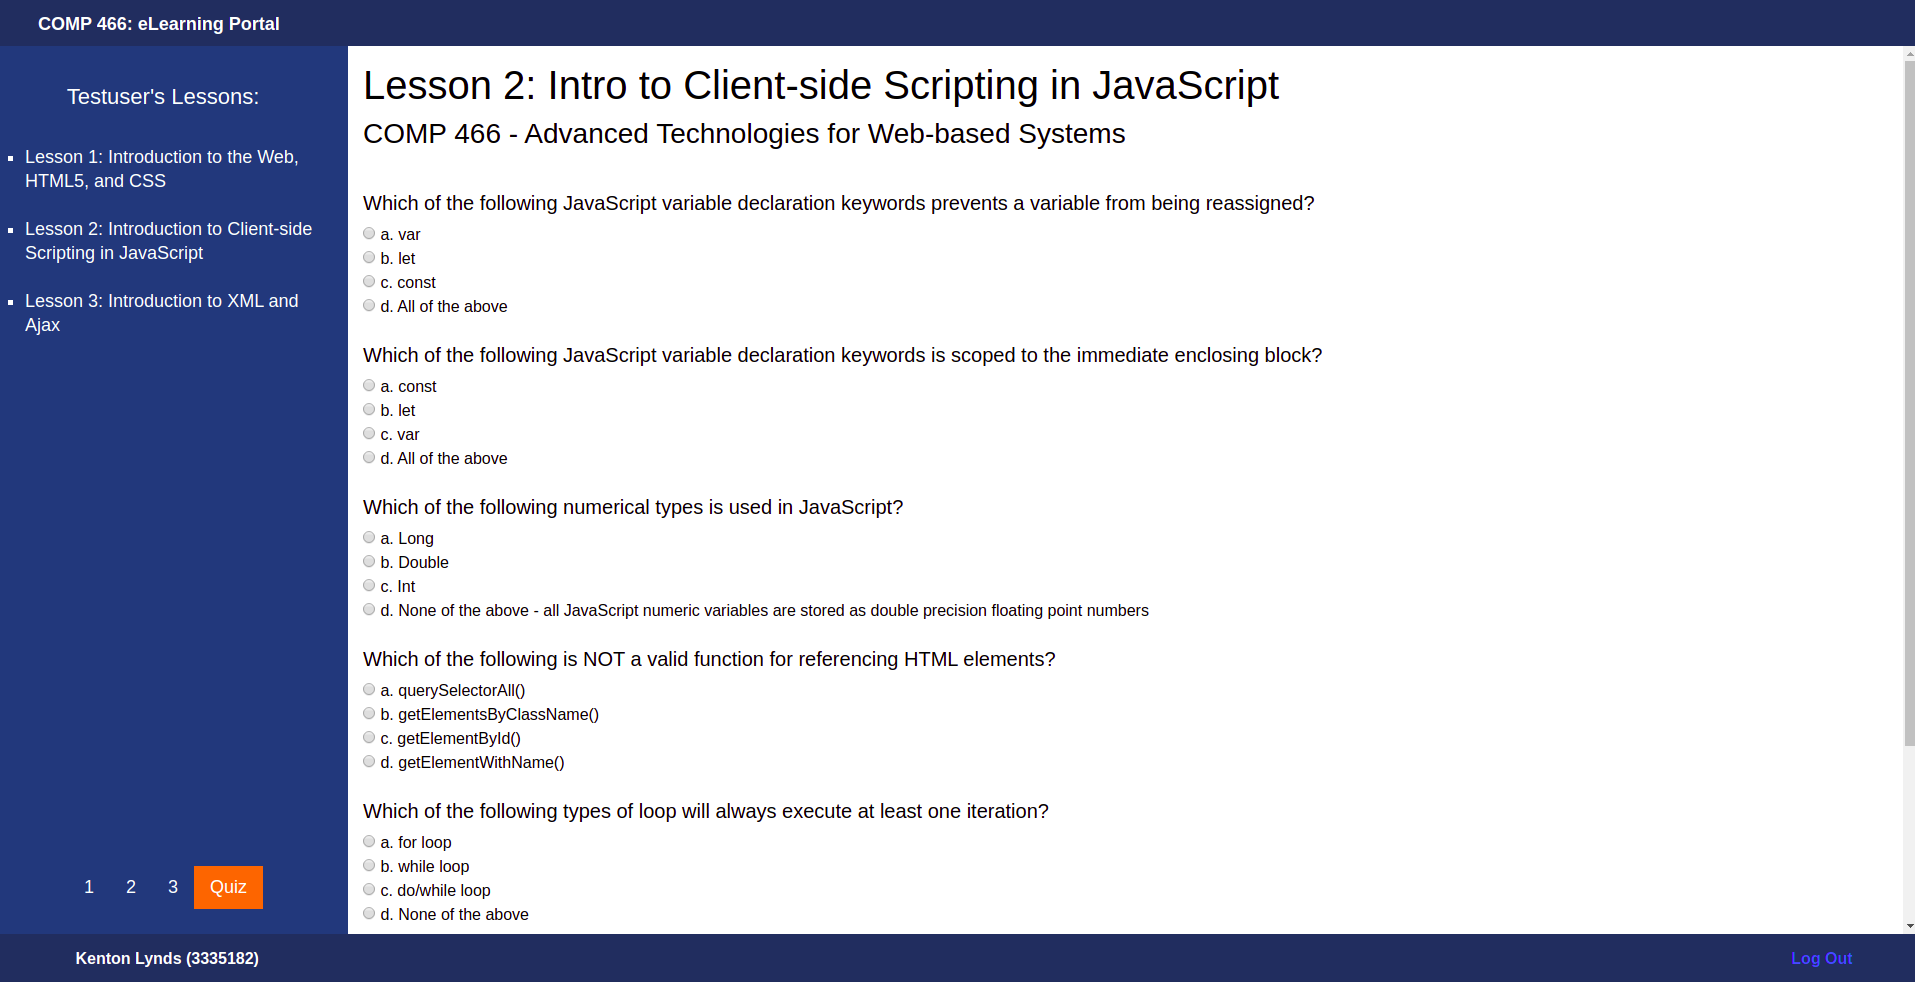 COMP 466: eLearning Portal
Testuser's Lessons:
Lesson 1: Introduction to the Web,
HTML5, and CSS
Lesson 2: Introduction to Client-side
Scripting in JavaScript
Lesson 3: Introduction to XML and
Ajax
1 2 3 Quiz
Lesson 2: Intro to Client-side Scripting in JavaScript
COMP 466 - Advanced Technologies for Web-based Systems
Which of the following JavaScript variable declaration keywords prevents a variable from being reassigned?
a. var
b. let
c. const
d. All of the above
Which of the following JavaScript variable declaration keywords is scoped to the immediate enclosing block?
a. const
b. let
c. var
d. All of the above
Which of the following numerical types is used in JavaScript?
a. Long
b. Double
c. Int
d. None of the above - all JavaScript numeric variables are stored as double precision floating point numbers
Which of the following is NOT a valid function for referencing HTML elements?
a. querySelectorAll()
b. getElementsByClassName()
c. getElementById()
d. getElementWithName()
Which of the following types of loop will always execute at least one iteration?
a. for loop
b. while loop
c. do/while loop
d. None of the above
Kenton Lynds (3335182)
Log Out